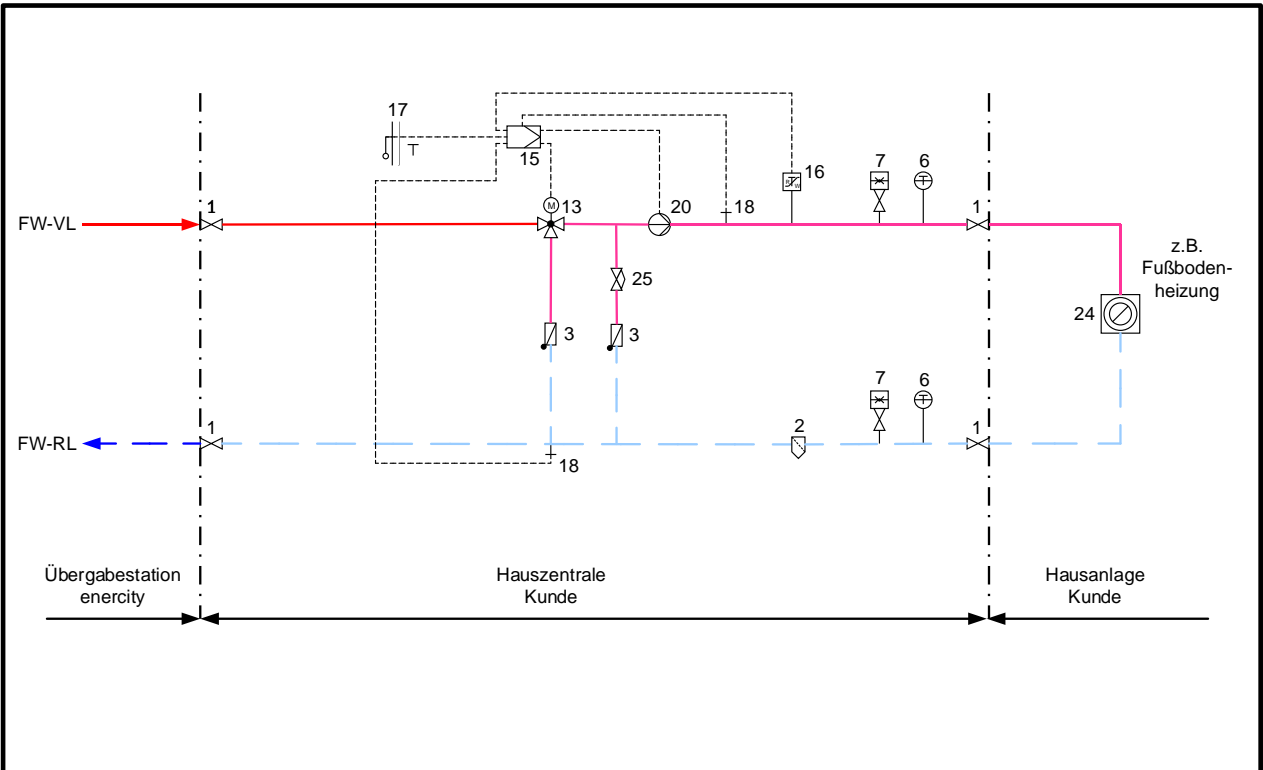 17
15
M
13
16
7
6
20
18
1
1
FW-VL
z.B.
Fußboden-
heizung
25
24
3
3
7
6
1
2
1
FW-RL
18
Übergabestation
enercity
Hauszentrale
Kunde
Hausanlage
Kunde